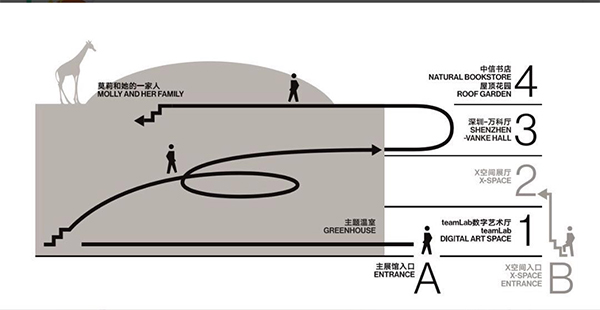 莫莉和她的一家人
MOLLY AND HER FAMILY
中信书店
NATURAL BOOKSTORE
屋顶花园
ROOF GARDEN
4
深圳-万科厅
SHENZHEN
-VANKE HALL
3
X空间展厅
X-SPACE
2
主题温室
GREENHOUSE
teamLab数字艺术厅
teamLab
DIGITAL ART SPACE
1
主展馆入口
ENTRANCE
A
X空间入口
X-SPACE
ENTRANCE
B